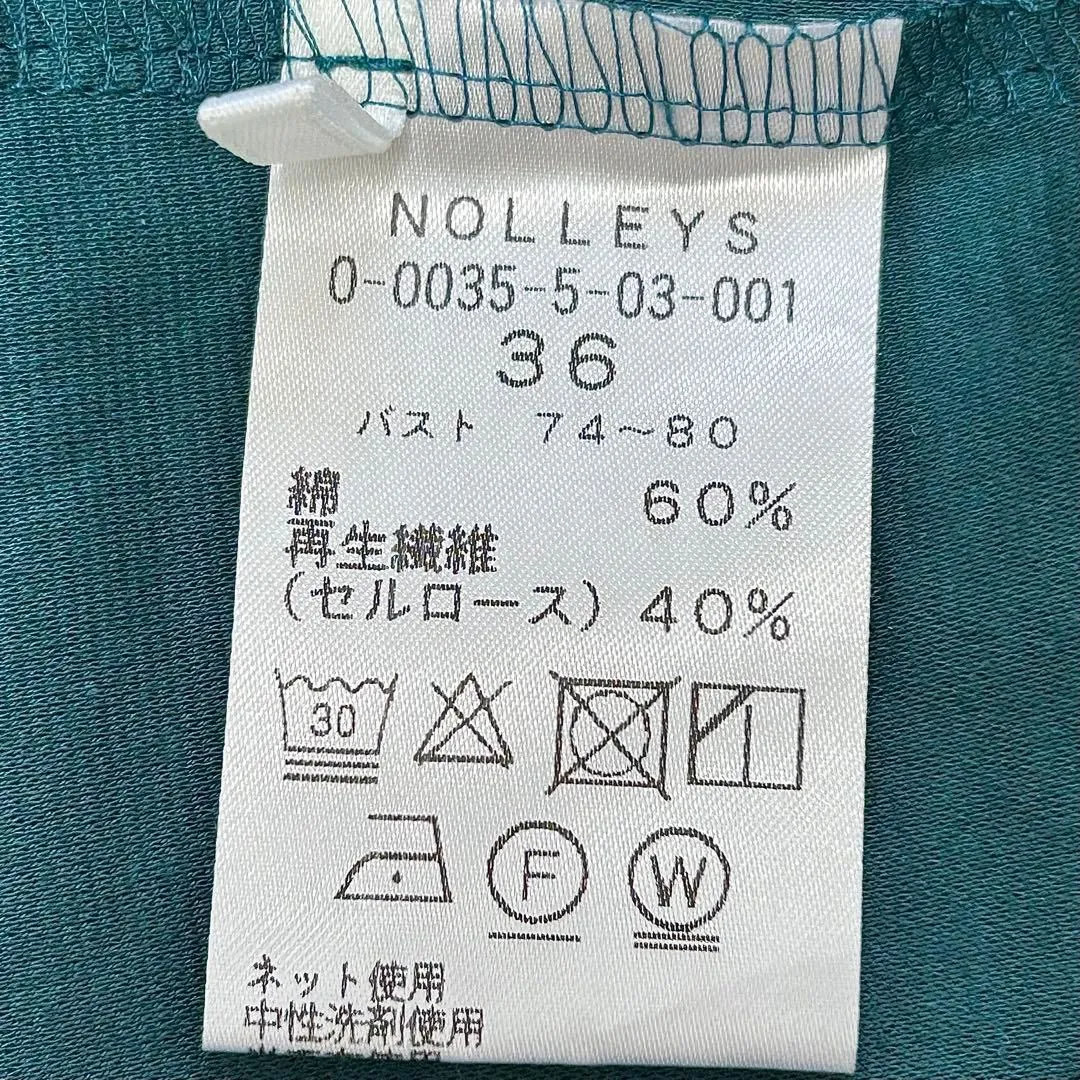 NOLLEYS
0-0035-5-03-001
36
バスト 74～80
綿 60%
再生繊維
(セルロース) 40%
30
F
W
ネット使用
中性洗剤使用